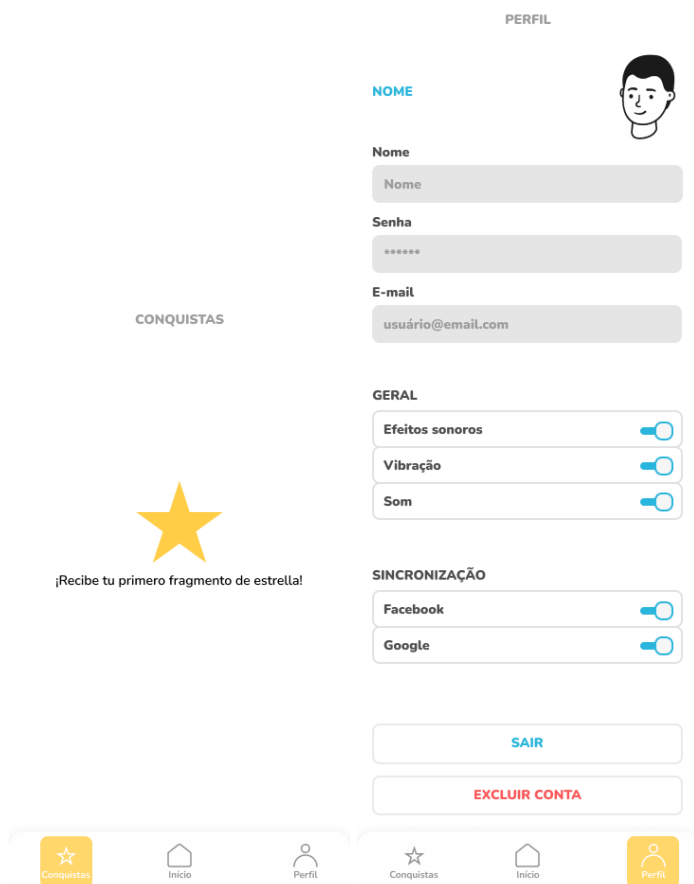 CONQUISTAS
¡Recibe tu primero fragmento de estrella!
Conquistas
Início
Perfil
PERFIL
NOME
Nome
Nome
Senha
******
E-mail
usuário@email.com
GERAL
Efeitos sonoros
Vibração
Som
SINCRONIZAÇÃO
Facebook
Google
SAIR
EXCLUIR CONTA
Conquistas
Início
Perfil